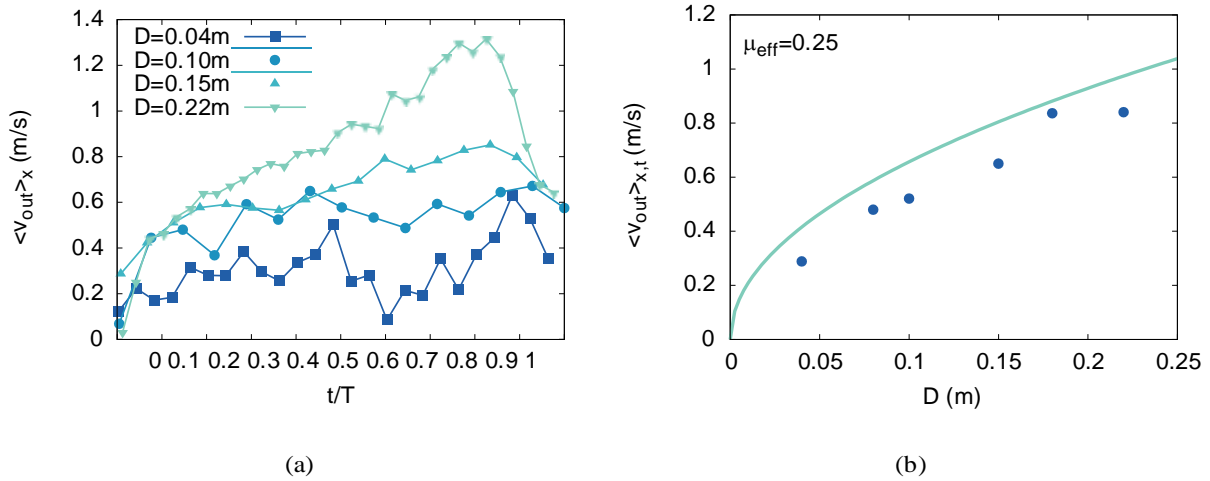 1.4
1.2
1
0.8
0.6
0.4
0.2
0
<v_out>_x (m/s)
D=0.04m
D=0.10m
D=0.15m
D=0.22m
0 0.1 0.2 0.3 0.4 0.5 0.6 0.7 0.8 0.9 1
t/T
(a)
1.2
1
0.8
0.6
0.4
0.2
0
<v_out>_x,t (m/s)
μ_eff=0.25
0 0.05 0.1 0.15 0.2 0.25
D (m)
(b)